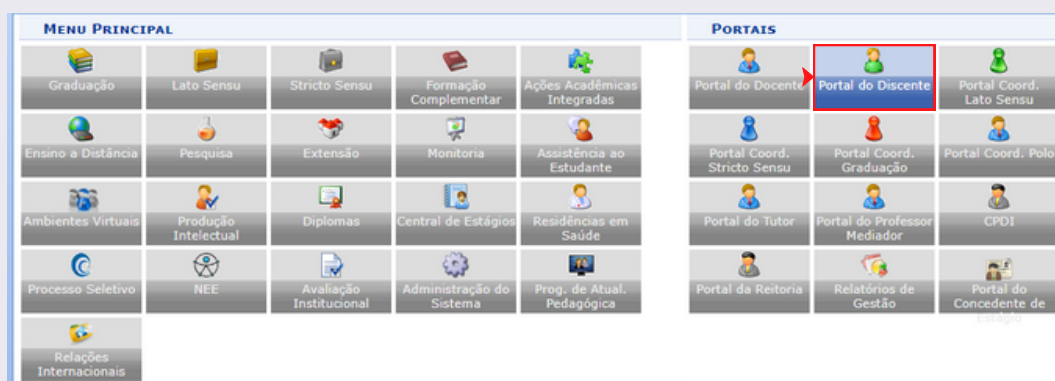 MENU PRINCIPAL
Graduação
Lato Sensu
Stricto Sensu
Formação
Complementar
Ações Acadêmicas
Integradas
Ensino a Distância
Pesquisa
Extensão
Monitoria
Assistência ao
Estudante
Ambientes Virtuais
Produção
Intelectual
Diplomas
Central de Estágios
Residências em
Saúde
Processo Seletivo
NEE
Avaliação
Institucional
Administração do
Sistema
Prog. de Atual.
Pedagógica
Relações
Internacionais
PORTAIS
Portal do Docente
Portal do Discente
Portal Coord.
Lato Sensu
Portal Coord.
Stricto Sensu
Portal Coord.
Graduação
Portal Coord. Polo
Portal do Tutor
Portal do Professor
Mediador
CPDI
Portal da Reitoria
Relatórios de
Gestão
Portal do
Concedente de
Estágio